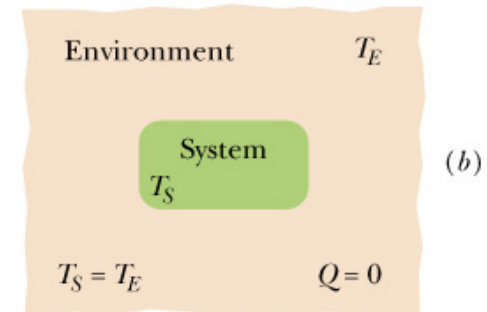 Environment T_E
System
T_S
(b)
T_S = T_E Q = 0